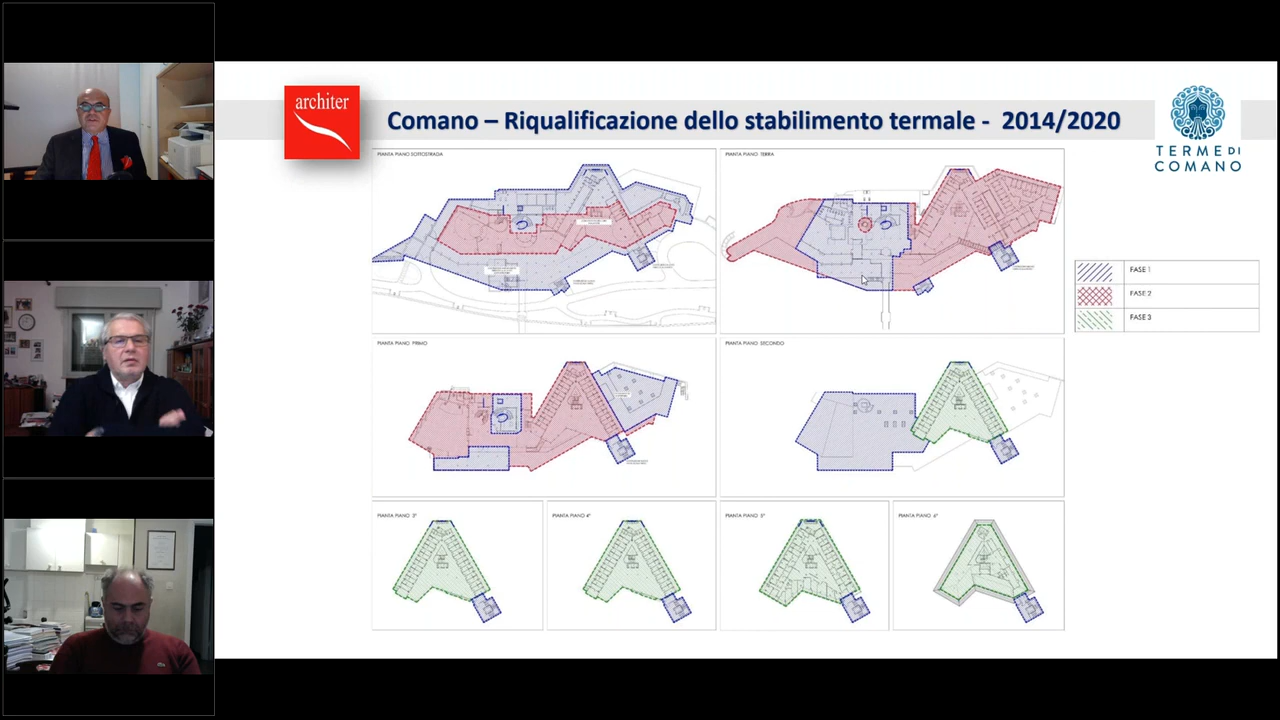 architer
Comano – Riqualificazione dello stabilimento termale - 2014/2020
TERME DI
COMANO
PIANTA PIANO SOTTOSTRADA
PIANTA PIANO TERRA
FASE 1
FASE 2
FASE 3
PIANTA PIANO PRIMO
PIANTA PIANO SECONDO
PIANTA PIANO 3°
PIANTA PIANO 4°
PIANTA PIANO 5°
PIANTA PIANO 6°